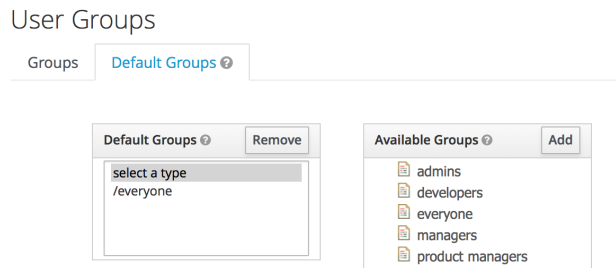 User Groups
Groups Default Groups
Default Groups Remove
select a type
/everyone
Available Groups Add
admins
developers
everyone
managers
product managers